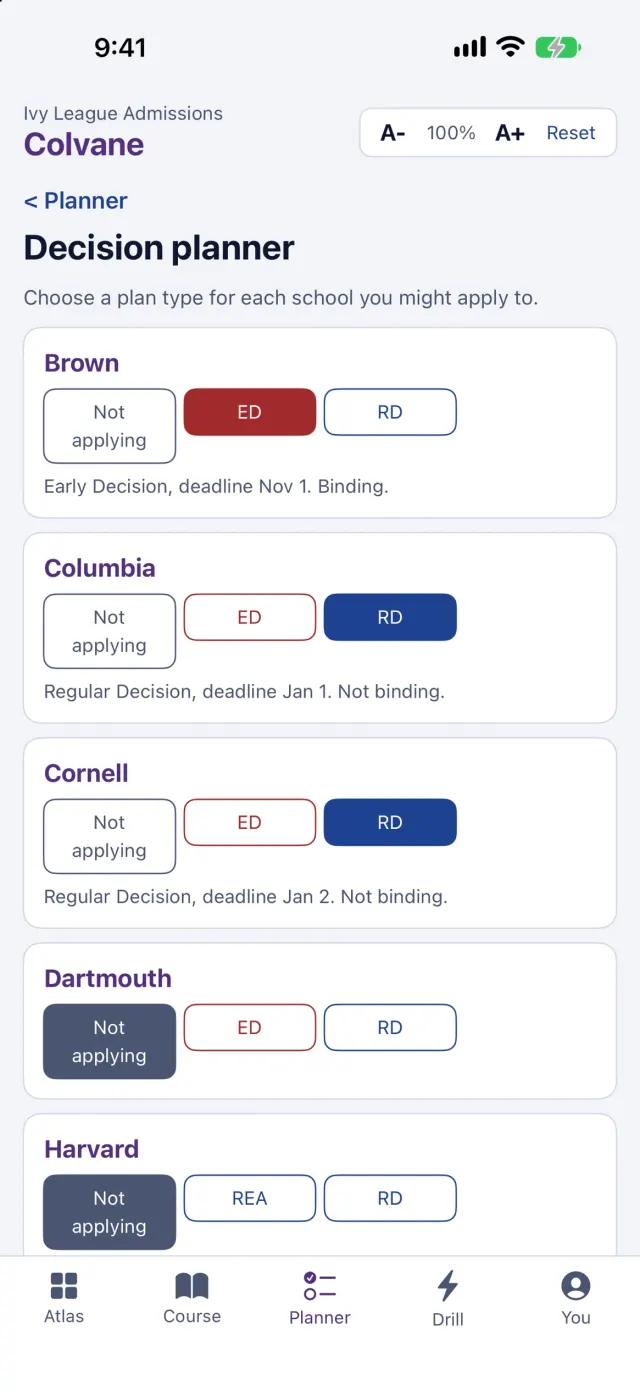 9:41
Ivy League Admissions
Colvane
A- 100% A+ Reset
< Planner
Decision planner
Choose a plan type for each school you might apply to.
Brown
Not applying
ED
RD
Early Decision, deadline Nov 1. Binding.
Columbia
Not applying
ED
RD
Regular Decision, deadline Jan 1. Not binding.
Cornell
Not applying
ED
RD
Regular Decision, deadline Jan 2. Not binding.
Dartmouth
Not applying
ED
RD
Harvard
Not applying
REA
RD
Atlas
Course
Planner
Drill
You